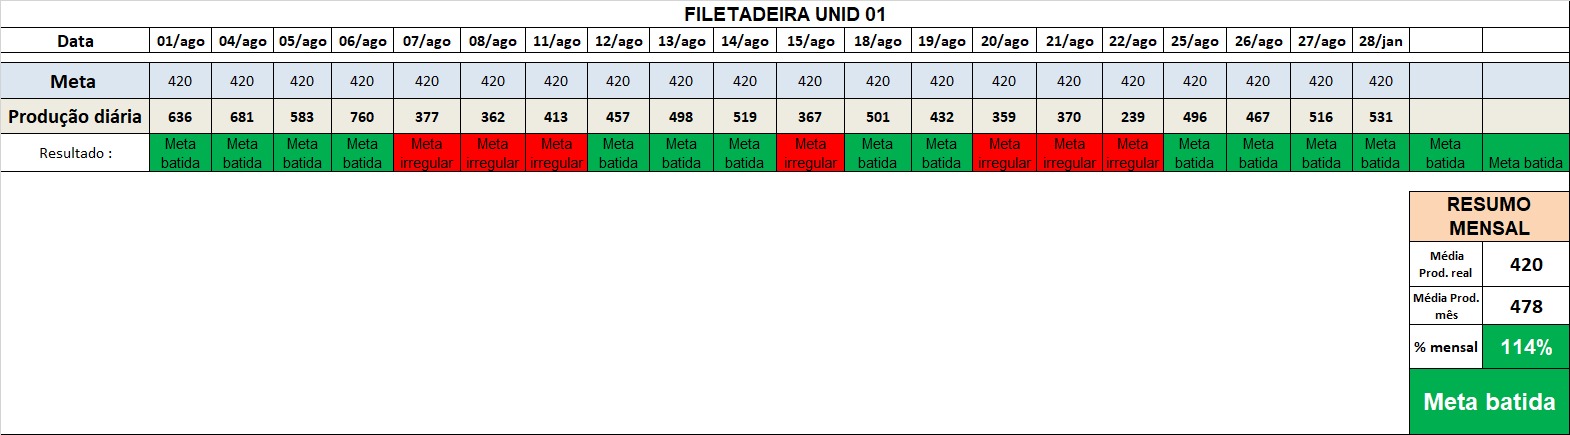 FILETADEIRA UNID 01
Data 01/ago 04/ago 05/ago 06/ago 07/ago 08/ago 11/ago 12/ago 13/ago 14/ago 15/ago 18/ago 19/ago 20/ago 21/ago 22/ago 25/ago 26/ago 27/ago 28/jan
Meta 420 420 420 420 420 420 420 420 420 420 420 420 420 420 420 420 420 420 420 420
Produção diária 636 681 583 760 377 362 413 457 498 519 367 501 432 359 370 239 496 467 516 531
Resultado : Meta batida Meta batida Meta batida Meta batida Meta irregular Meta irregular Meta irregular Meta batida Meta batida Meta batida Meta irregular Meta batida Meta batida Meta irregular Meta irregular Meta irregular Meta batida Meta batida Meta batida Meta batida Meta batida Meta batida
RESUMO
MENSAL
Média
Prod. real 420
Média Prod.
mês 478
% mensal 114%
Meta batida